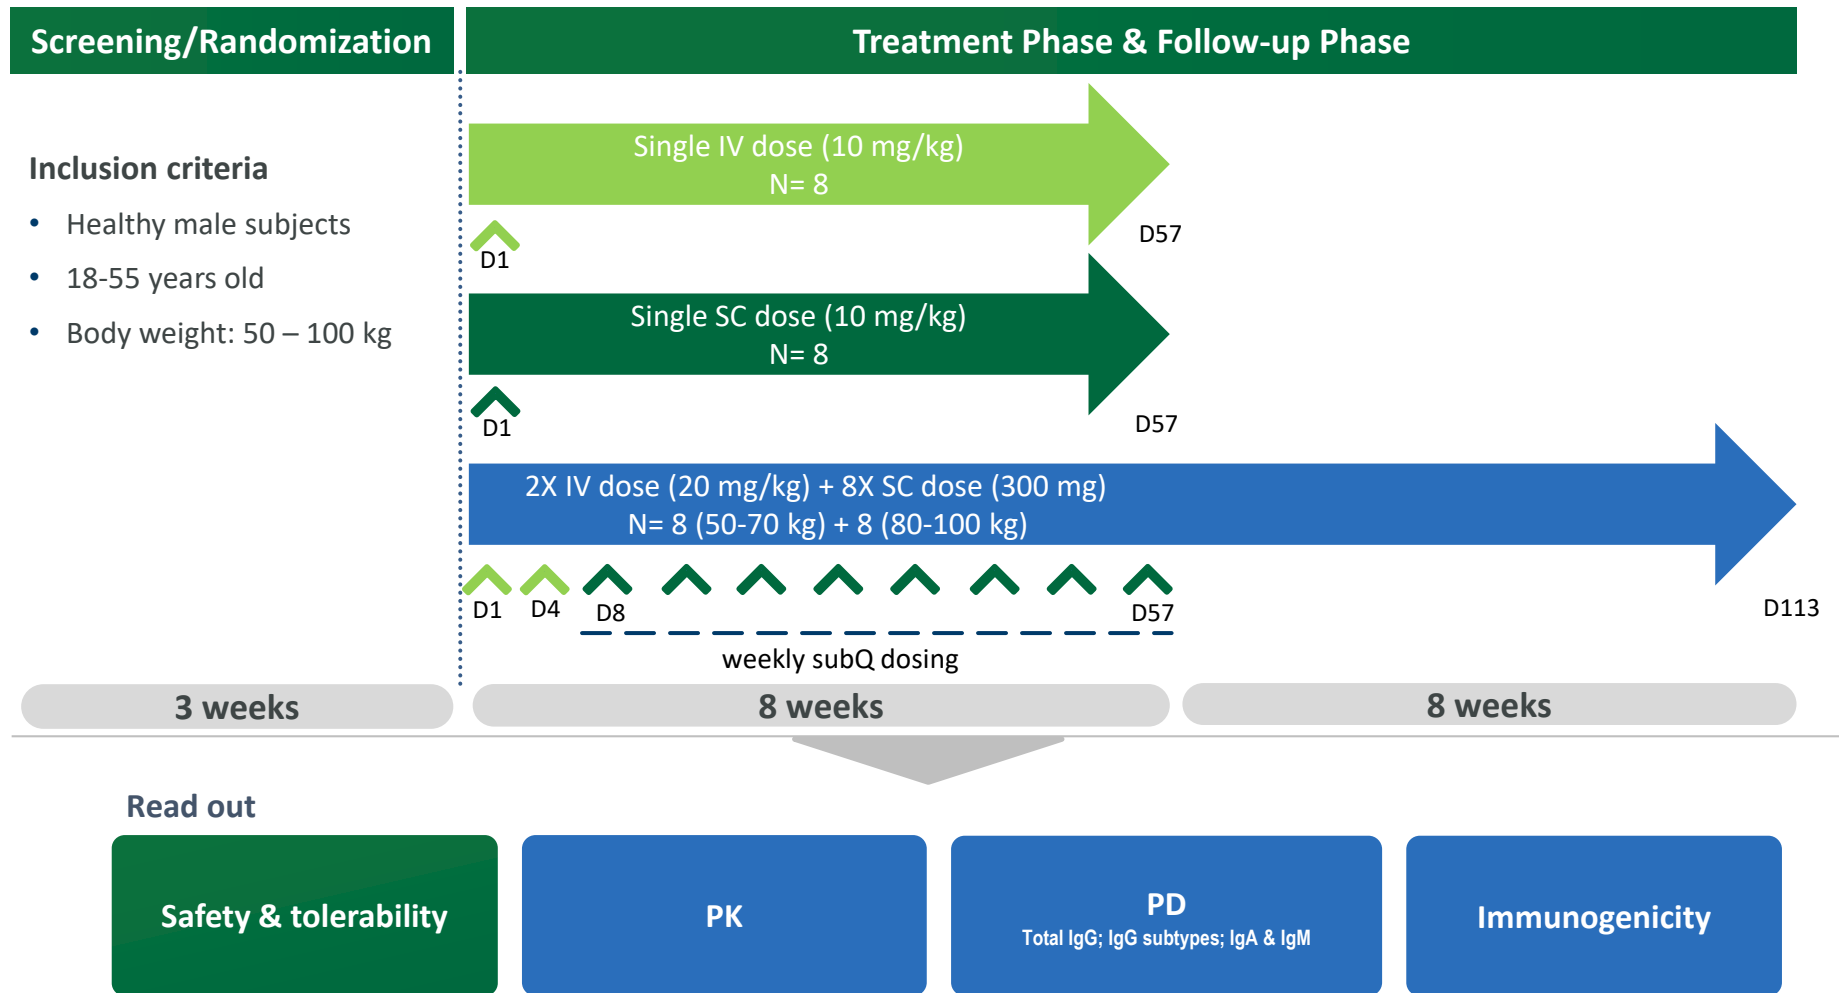 Screening/Randomization
Treatment Phase & Follow-up Phase
Inclusion criteria
• Healthy male subjects
• 18-55 years old
• Body weight: 50 – 100 kg
Single IV dose (10 mg/kg)
N= 8
D1
D57
Single SC dose (10 mg/kg)
N= 8
D1
D57
2X IV dose (20 mg/kg) + 8X SC dose (300 mg)
N= 8 (50-70 kg) + 8 (80-100 kg)
D1
D4
D8
D57
D113
weekly subQ dosing
3 weeks
8 weeks
8 weeks
Read out
Safety & tolerability
PK
PD
Total IgG; IgG subtypes; IgA & IgM
Immunogenicity